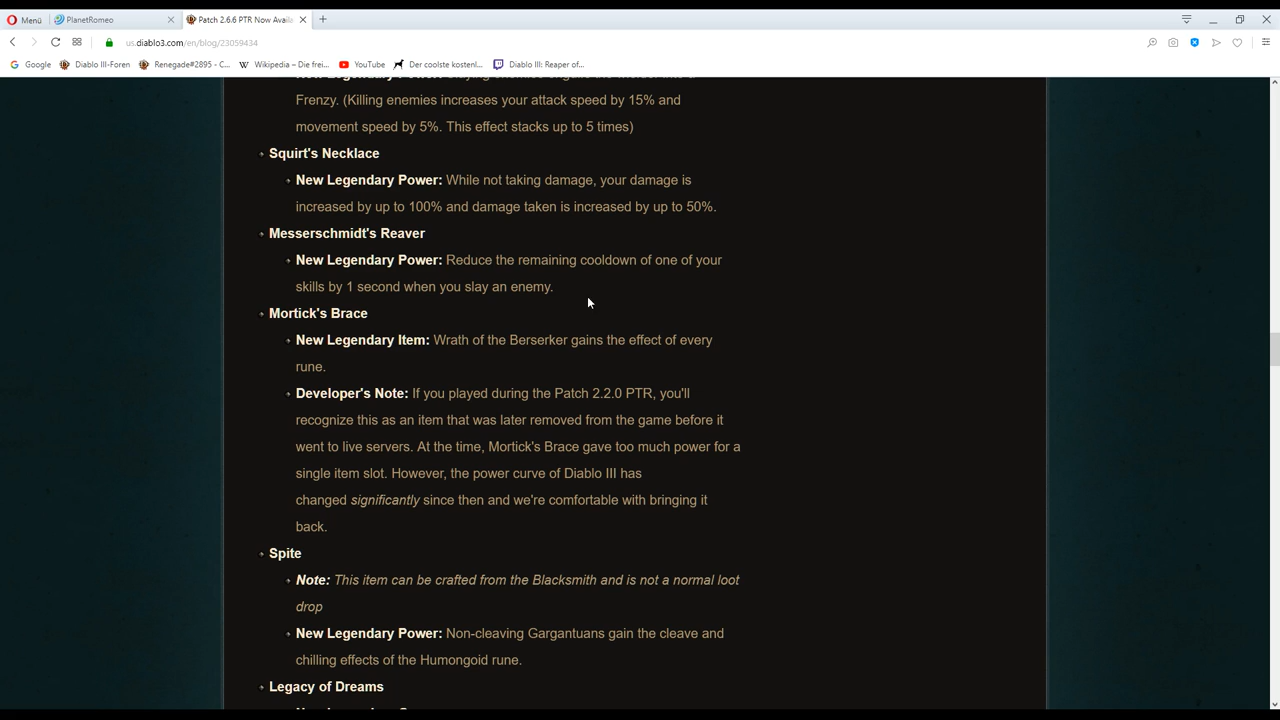 Menü
PlanetRomeo
Patch 2.6.6 PTR Now Availa
us.diablo3.com/en/blog/23059434
Google
Diablo III-Foren
Renegade#2895 - C...
Wikipedia – Die frei...
YouTube
Der coolste kostenl...
Diablo III: Reaper of...
Frenzy. (Killing enemies increases your attack speed by 15% and
movement speed by 5%. This effect stacks up to 5 times)
Squirt's Necklace
New Legendary Power: While not taking damage, your damage is
increased by up to 100% and damage taken is increased by up to 50%.
Messerschmidt's Reaver
New Legendary Power: Reduce the remaining cooldown of one of your
skills by 1 second when you slay an enemy.
Mortick's Brace
New Legendary Item: Wrath of the Berserker gains the effect of every
rune.
Developer's Note: If you played during the Patch 2.2.0 PTR, you'll
recognize this as an item that was later removed from the game before it
went to live servers. At the time, Mortick's Brace gave too much power for a
single item slot. However, the power curve of Diablo III has
changed significantly since then and we're comfortable with bringing it
back.
Spite
Note: This item can be crafted from the Blacksmith and is not a normal loot
drop
New Legendary Power: Non-cleaving Gargantuans gain the cleave and
chilling effects of the Humongoid rune.
Legacy of Dreams